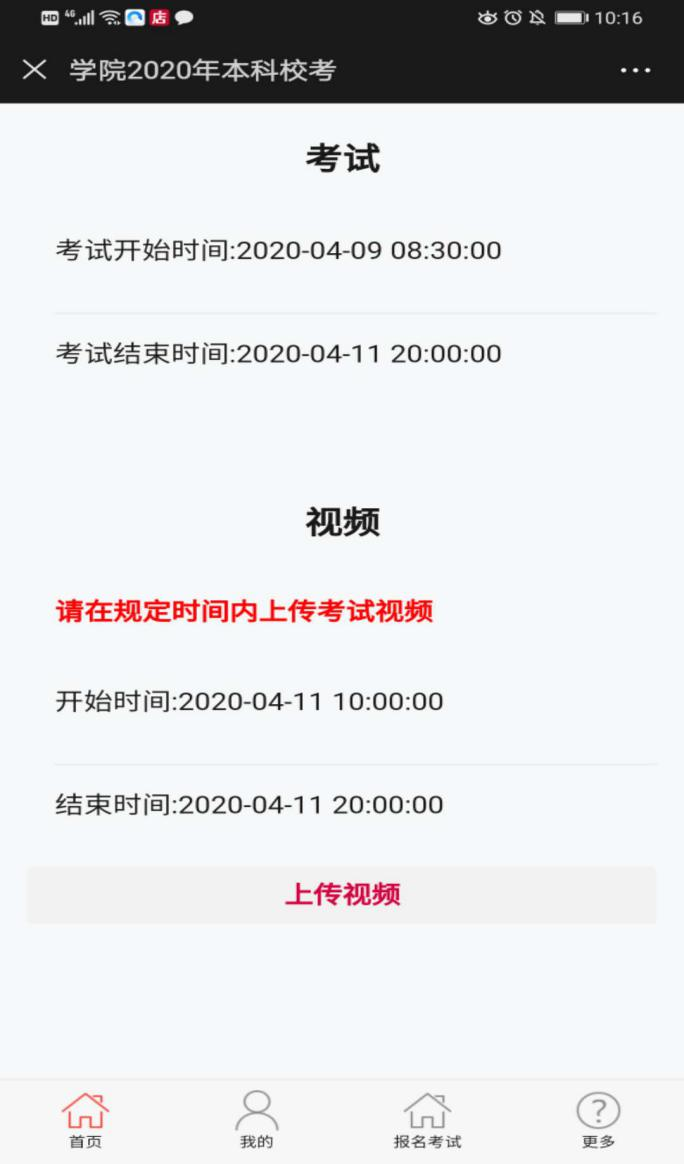 HD 4G 店 10:16
学院2020年本科校考
考试
考试开始时间:2020-04-09 08:30:00
考试结束时间:2020-04-11 20:00:00
视频
请在规定时间内上传考试视频
开始时间:2020-04-11 10:00:00
结束时间:2020-04-11 20:00:00
上传视频
首页 我的 报名考试 更多